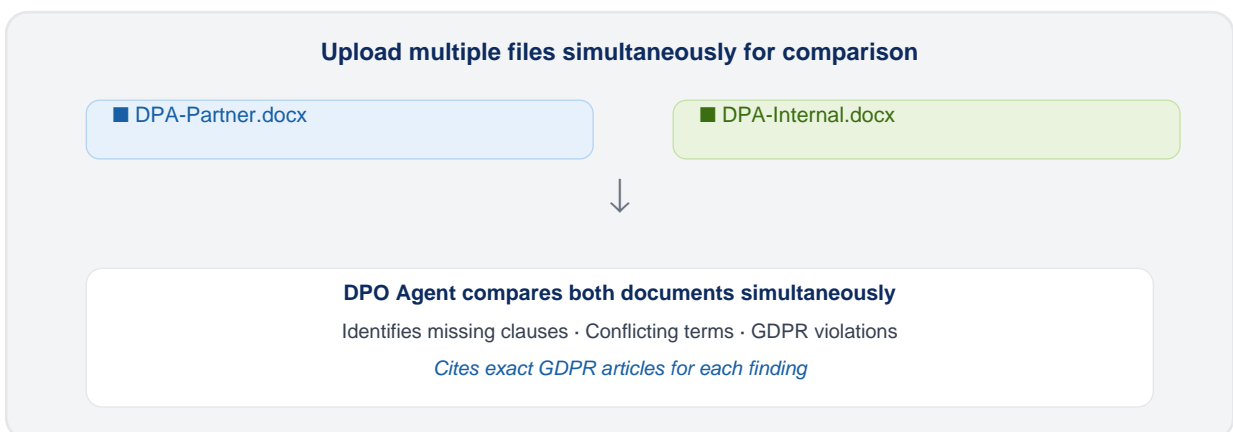 Upload multiple files simultaneously for comparison
■ DPA-Partner.docx
■ DPA-Internal.docx
↓
DPO Agent compares both documents simultaneously
Identifies missing clauses · Conflicting terms · GDPR violations
Cites exact GDPR articles for each finding